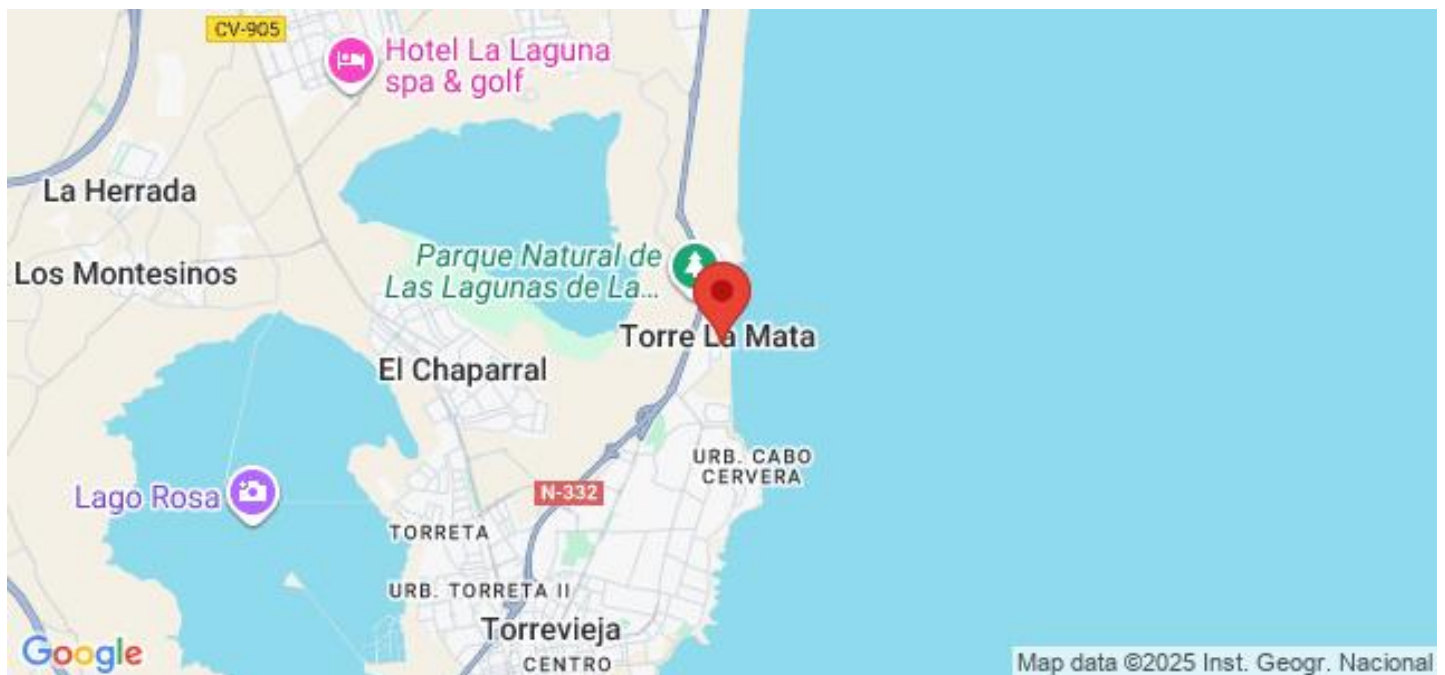 CV-905
Hotel La Laguna
spa & golf
La Herrada
Parque Natural de
Las Lagunas de La...
Los Montesinos
Torre La Mata
El Chaparral
URB. CABO
CERVERA
Lago Rosa
N-332
TORRETA
URB. TORRETA II
Torrevieja
CENTRO
Google
Map data ©2025 Inst. Geogr. Nacional